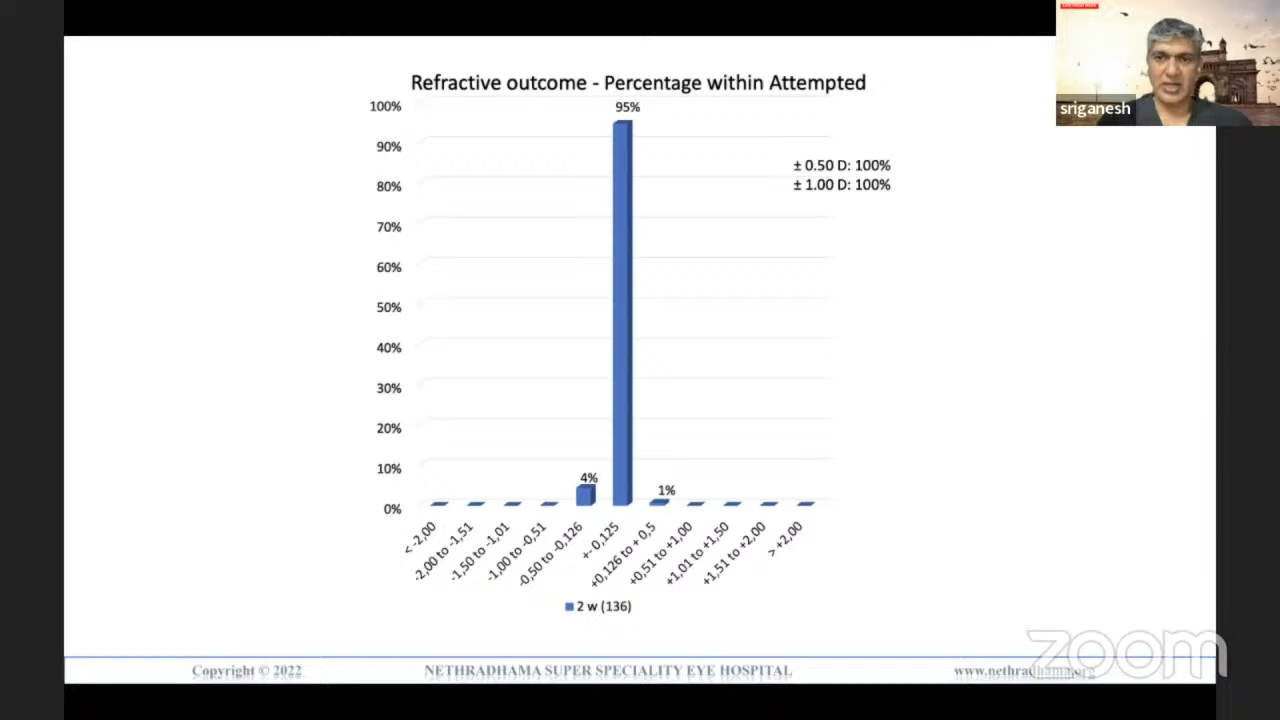 sriganesh
Refractive outcome - Percentage within Attempted
100%
90%
80%
70%
60%
50%
40%
30%
20%
10%
0%
95%
4%
1%
± 0.50 D: 100%
± 1.00 D: 100%
< -2,00
-2,00 to -1,51
-1,50 to -1,01
-1,00 to -0,51
-0,50 to -0,126
+- 0,125
+0,126 to + 0,5
+0,51 to +1,00
+1,01 to +1,50
+1,51 to +2,00
> +2,00
2 w (136)
zoom
Copyright © 2022 NETHRADHAMA SUPER SPECIALITY EYE HOSPITAL www.nethradhama.org